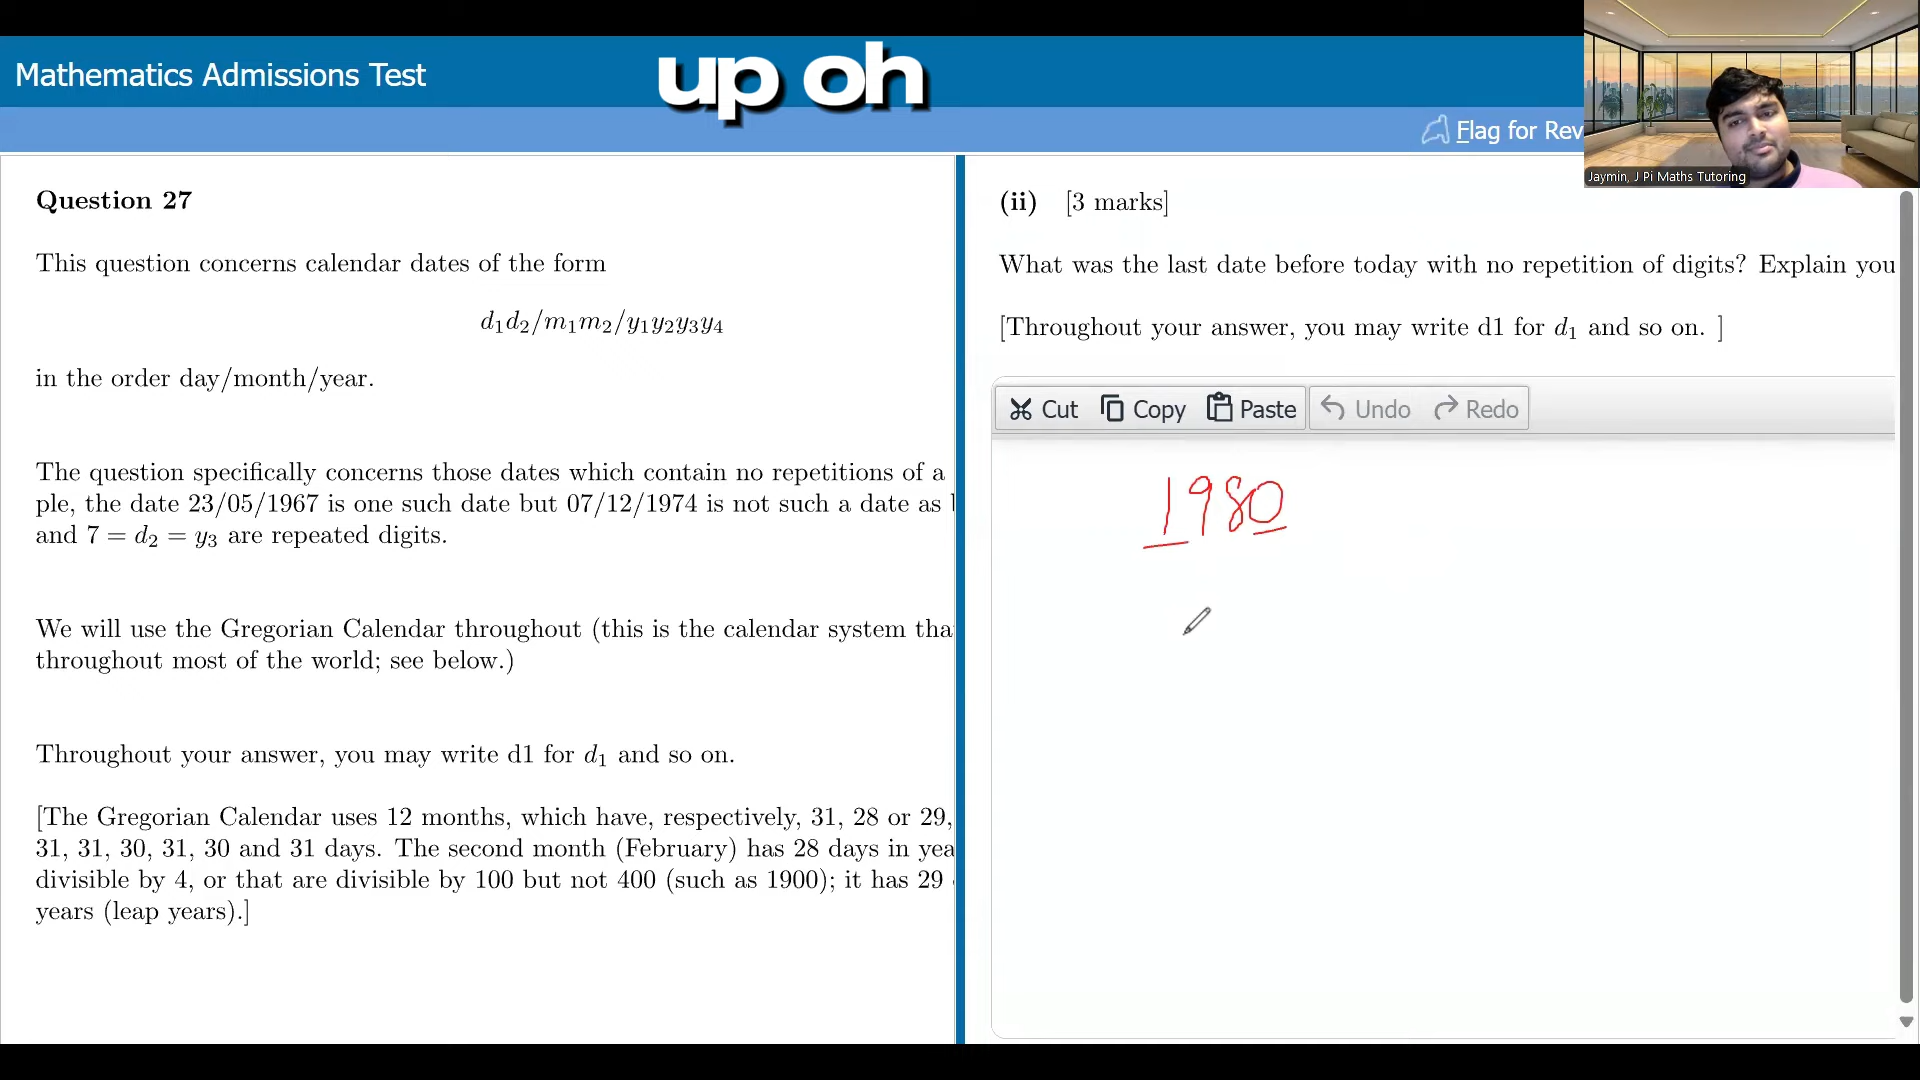 Mathematics Admissions Test
up oh
Flag for Rev
Jaymin, J Pi Maths Tutoring
Question 27
This question concerns calendar dates of the form
d₁d₂/m₁m₂/y₁y₂y₃y₄
in the order day/month/year.
The question specifically concerns those dates which contain no repetitions of a
ple, the date 23/05/1967 is one such date but 07/12/1974 is not such a date as
and 7 = d₂ = y₃ are repeated digits.
We will use the Gregorian Calendar throughout (this is the calendar system tha
throughout most of the world; see below.)
Throughout your answer, you may write d1 for d₁ and so on.
[The Gregorian Calendar uses 12 months, which have, respectively, 31, 28 or 29,
31, 31, 30, 31, 30 and 31 days. The second month (February) has 28 days in yea
divisible by 4, or that are divisible by 100 but not 400 (such as 1900); it has 29
years (leap years).]
(ii) [3 marks]
What was the last date before today with no repetition of digits? Explain you
[Throughout your answer, you may write d1 for d₁ and so on. ]
Cut Copy Paste Undo Redo
1980